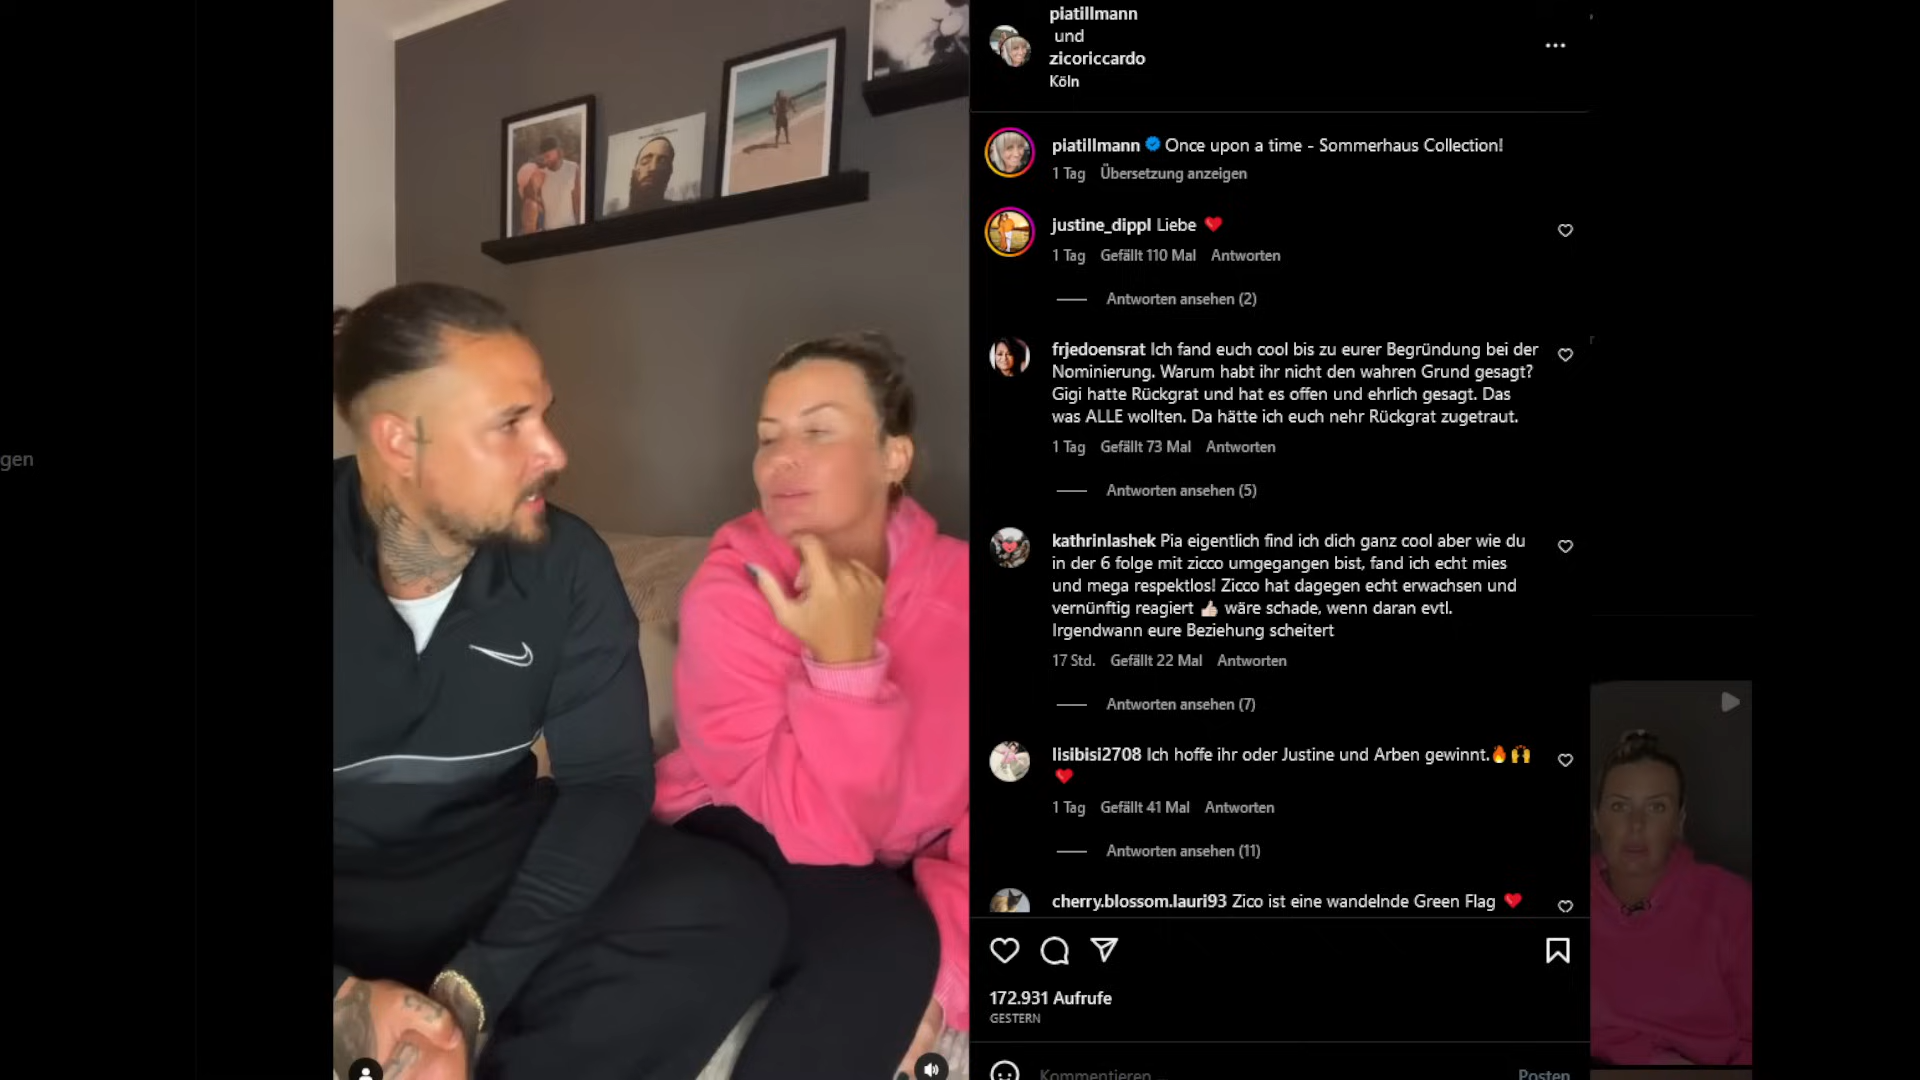 piatillmann
und
zicoriccardo
Köln
piatillmann Once upon a time - Sommerhaus Collection!
1 Tag Übersetzung anzeigen
justine_dippl Liebe ❤️
1 Tag Gefällt 110 Mal Antworten
Antworten ansehen (2)
frjedoensrat Ich fand euch cool bis zu eurer Begründung bei der
Nominierung. Warum habt ihr nicht den wahren Grund gesagt?
Gigi hatte Rückgrat und hat es offen und ehrlich gesagt. Das
was ALLE wollten. Da hätte ich euch nehr Rückgrat zugetraut.
1 Tag Gefällt 73 Mal Antworten
Antworten ansehen (5)
gen
kathrinlashek Pia eigentlich find ich dich ganz cool aber wie du
in der 6 folge mit zicco umgegangen bist, fand ich echt mies
und mega respektlos! Zicco hat dagegen echt erwachsen und
vernünftig reagiert 👍🏻 wäre schade, wenn daran evtl.
Irgendwann eure Beziehung scheitert
17 Std. Gefällt 22 Mal Antworten
Antworten ansehen (7)
lisibisi2708 Ich hoffe ihr oder Justine und Arben gewinnt.🔥🙌
❤️
1 Tag Gefällt 41 Mal Antworten
Antworten ansehen (11)
cherry.blossom.lauri93 Zico ist eine wandelnde Green Flag ❤️
172.931 Aufrufe
GESTERN
Kommentieren ...
Posten